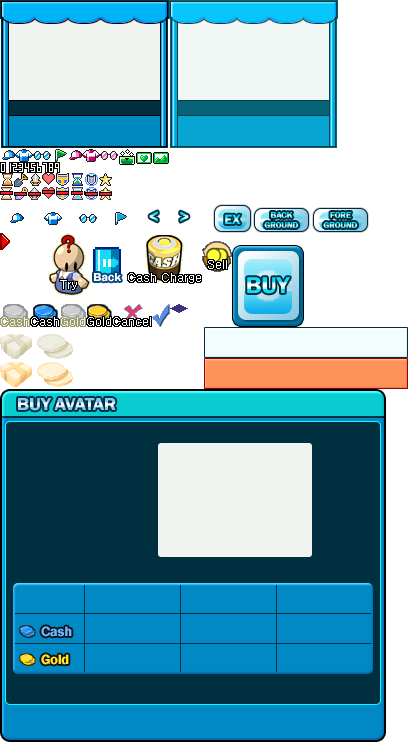 0123456789
EX
BACK GROUND
FORE GROUND
Try
Back
Cash Charge
Sell
BUY
Cash
Cash
Gold
Gold
Cancel
BUY AVATAR
Cash
Gold